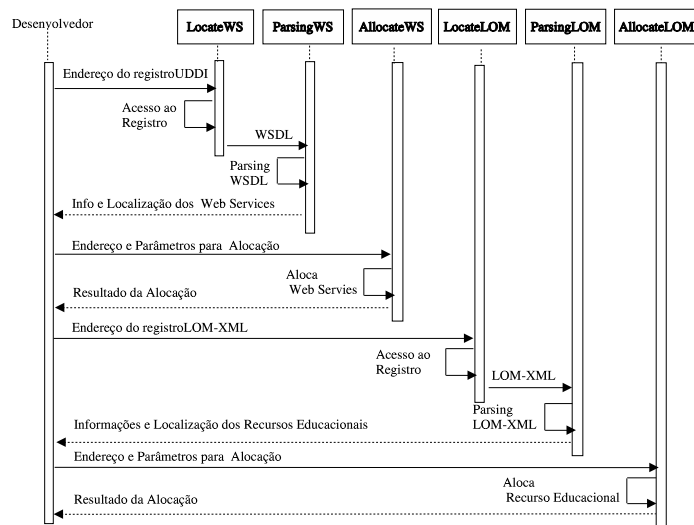 Desenvolvedor
LocateWS
ParsingWS
AllocateWS
LocateLOM
ParsingLOM
AllocateLOM
Endereço do registroUDDI
Acesso ao
Registro
WSDL
Parsing
WSDL
Info e Localização dos Web Services
Endereço e Parâmetros para Alocação
Aloca
Web Servies
Resultado da Alocação
Endereço do registroLOM-XML
Acesso ao
Registro
LOM-XML
Parsing
LOM-XML
Informações e Localização dos Recursos Educacionais
Endereço e Parâmetros para Alocação
Aloca
Recurso Educacional
Resultado da Alocação